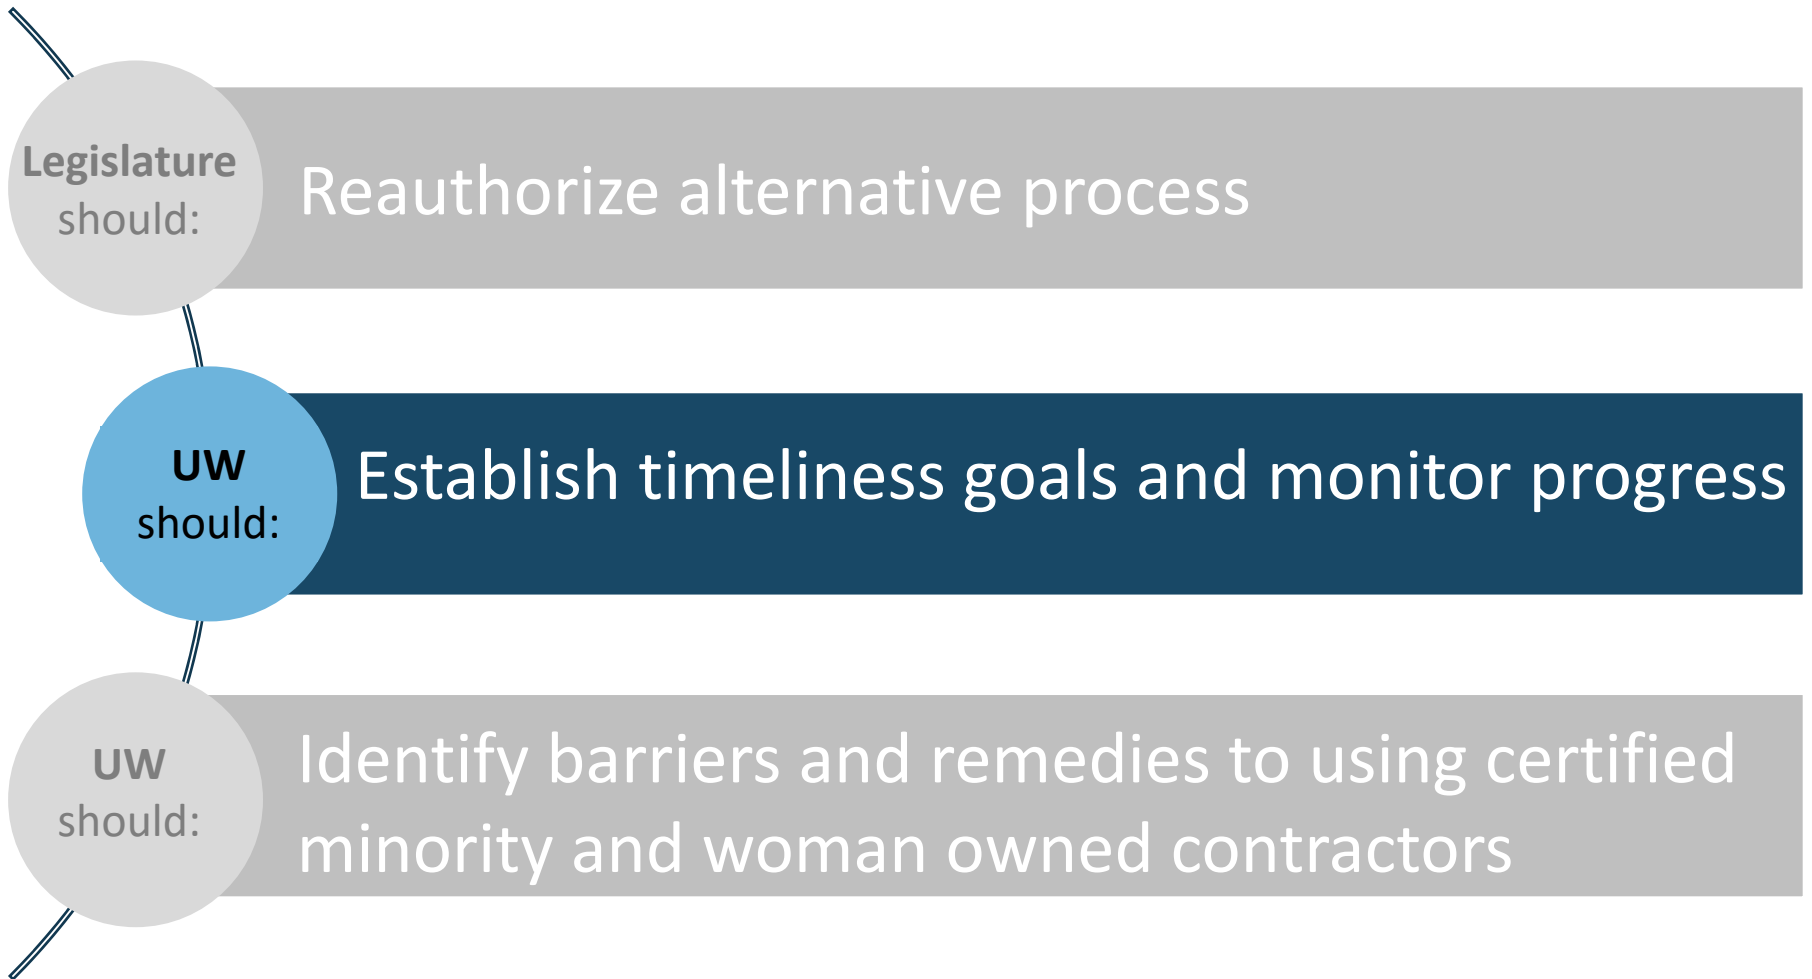 Legislature
should:
Reauthorize alternative process
UW
should:
Establish timeliness goals and monitor progress
UW
should:
Identify barriers and remedies to using certified
minority and woman owned contractors